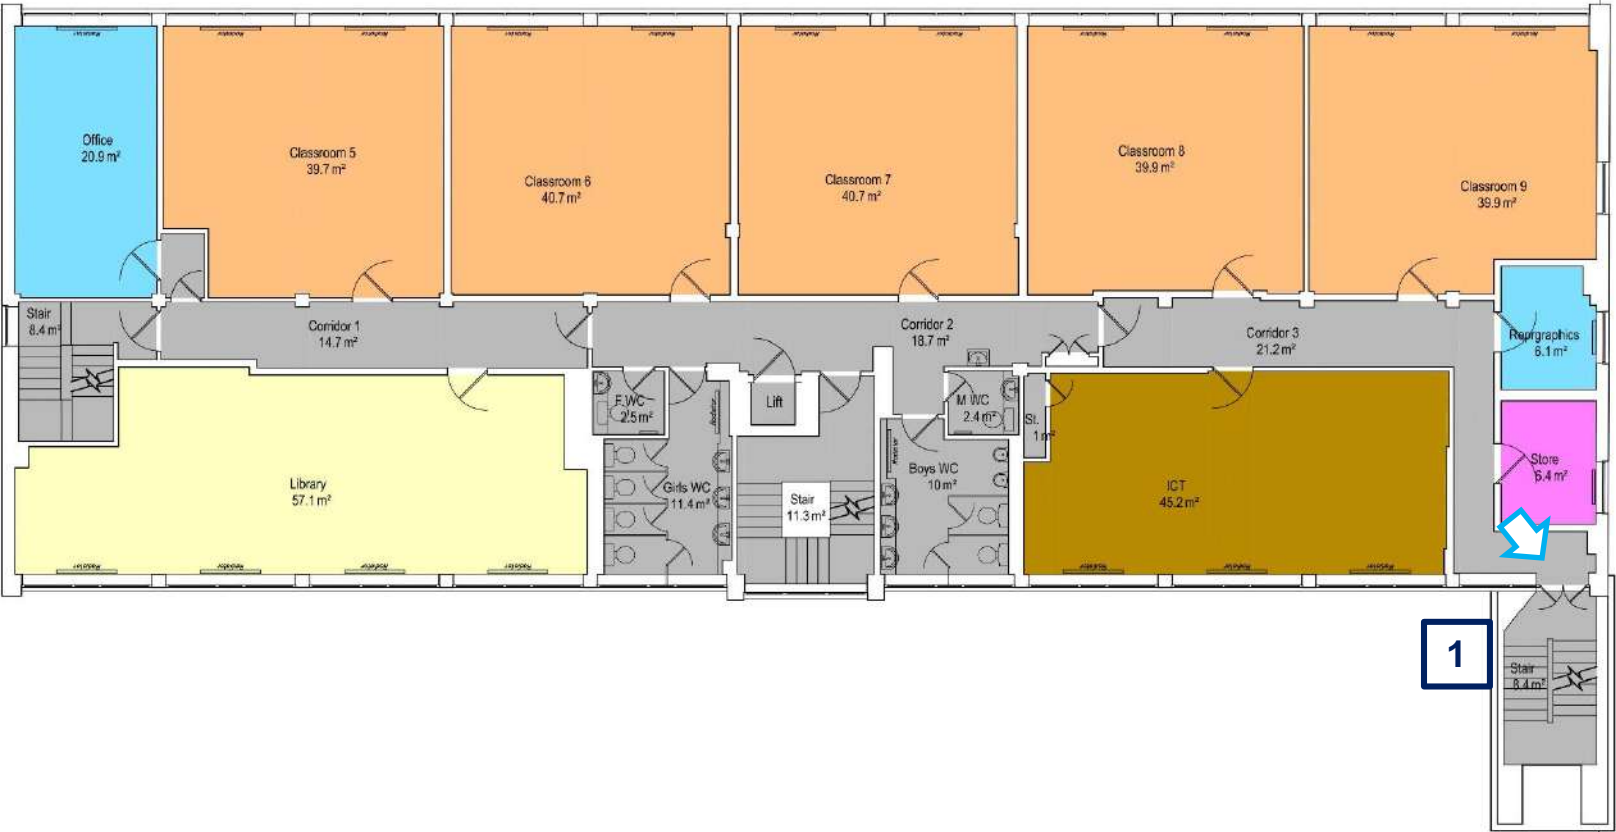 Office
20.9 m²
Classroom 5
39.7 m²
Classroom 6
40.7 m²
Classroom 7
40.7 m²
Classroom 8
39.9 m²
Classroom 9
39.9 m²
Stair
8.4 m²
Corridor 1
14.7 m²
Corridor 2
18.7 m²
Corridor 3
21.2 m²
Reprgraphics
6.1 m²
F.WC
2.5 m²
Lift
M.WC
2.4 m²
St.
1 m²
Library
57.1 m²
Girls WC
11.4 m²
Stair
11.3 m²
Boys WC
10 m²
ICT
45.2 m²
Store
6.4 m²
1
Stair
8.4 m²